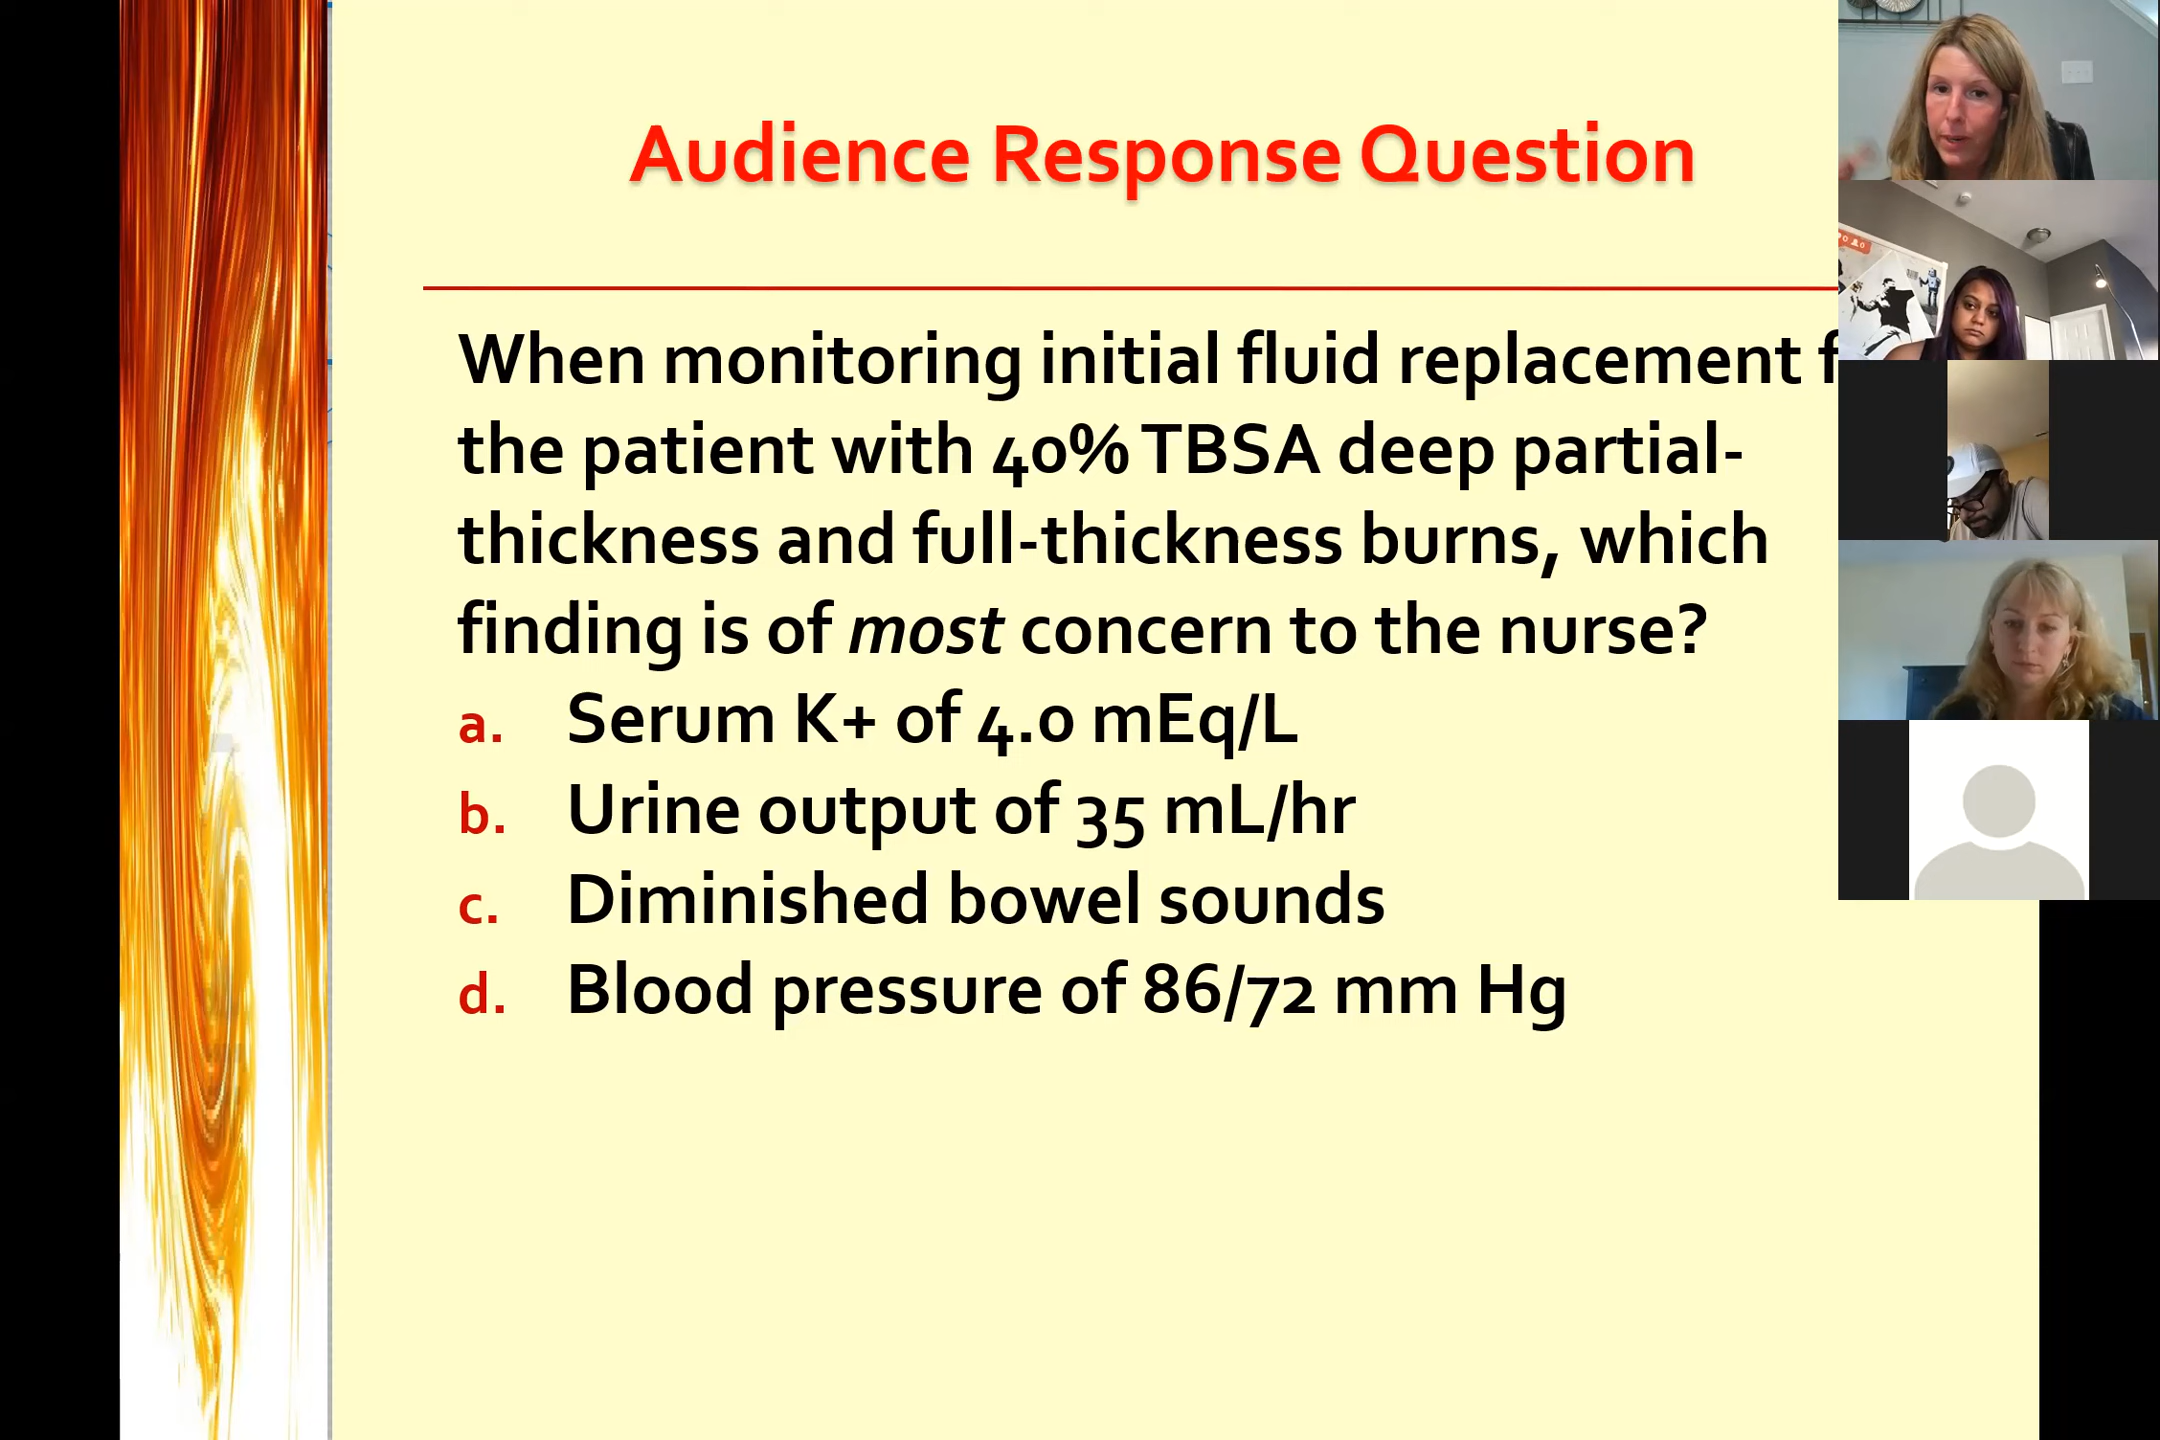 Audience Response Question
When monitoring initial fluid replacement
the patient with 40% TBSA deep partial-
thickness and full-thickness burns, which
finding is of most concern to the nurse?
a. Serum K+ of 4.0 mEq/L
b. Urine output of 35 mL/hr
c. Diminished bowel sounds
d. Blood pressure of 86/72 mm Hg